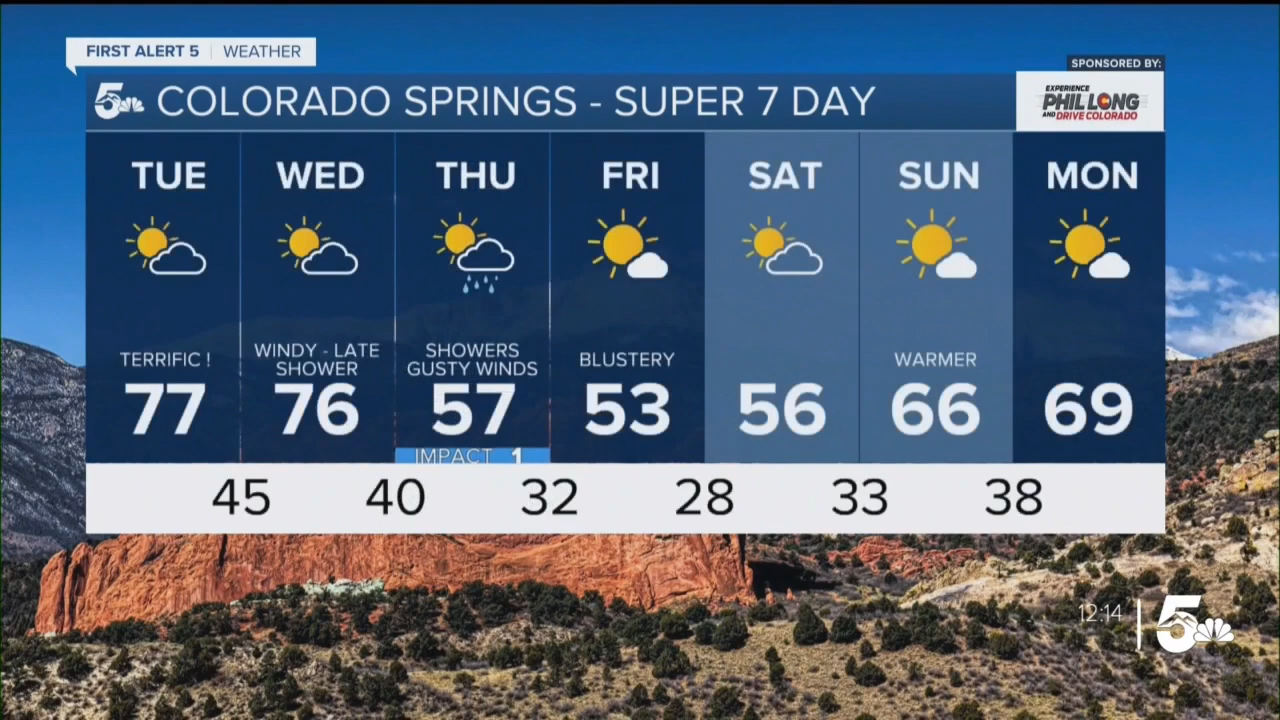 FIRST ALERT 5 | WEATHER
SPONSORED BY:
5 COLORADO SPRINGS - SUPER 7 DAY
EXPERIENCE
PHIL LONG
AND DRIVE COLORADO
TUE WED THU FRI SAT SUN MON
TERRIFIC !
WINDY - LATE
SHOWER
SHOWERS
GUSTY WINDS
BLUSTERY
WARMER
77 76 57 53 56 66 69
IMPACT 1
45 40 32 28 33 38
12:14
5